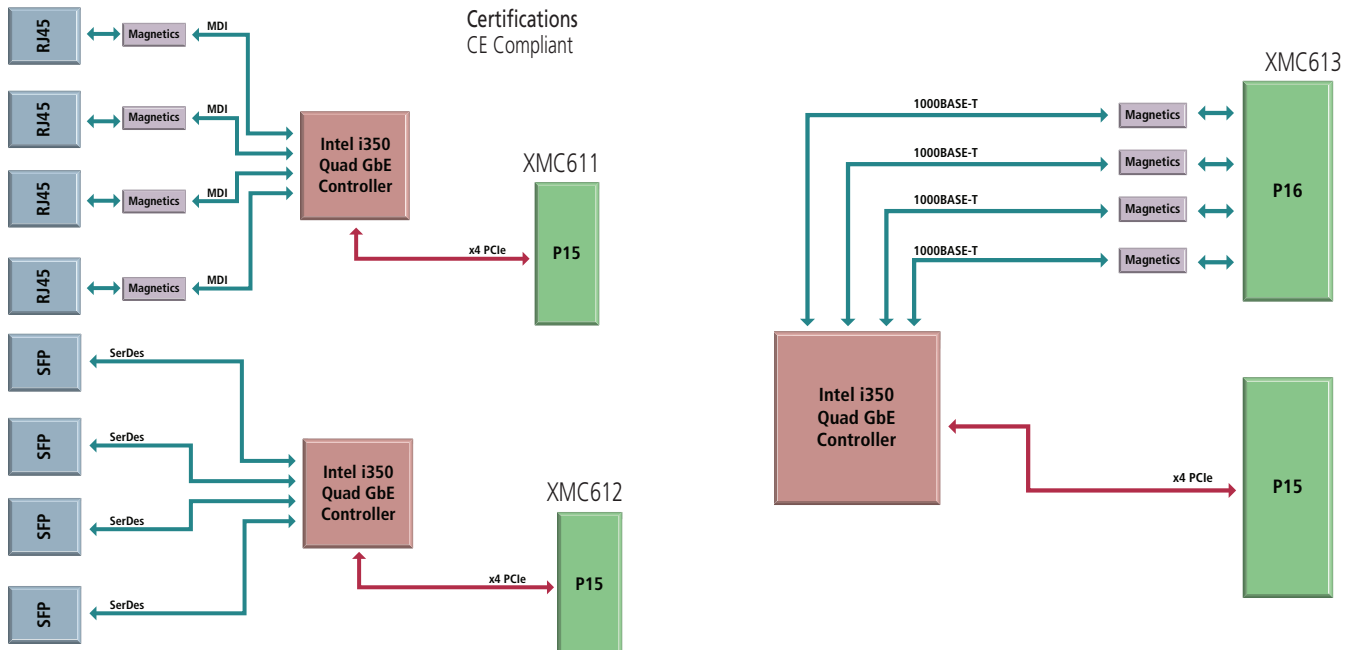 Certifications
CE Compliant
RJ45
Magnetics
MDI
RJ45
Magnetics
MDI
RJ45
Magnetics
MDI
RJ45
Magnetics
MDI
Intel i350
Quad GbE
Controller
x4 PCIe
XMC611
P15
SFP
SerDes
SFP
SerDes
SFP
SerDes
SFP
SerDes
Intel i350
Quad GbE
Controller
x4 PCIe
XMC612
P15
XMC613
1000BASE-T
Magnetics
1000BASE-T
Magnetics
1000BASE-T
Magnetics
1000BASE-T
Magnetics
P16
Intel i350
Quad GbE
Controller
x4 PCIe
P15